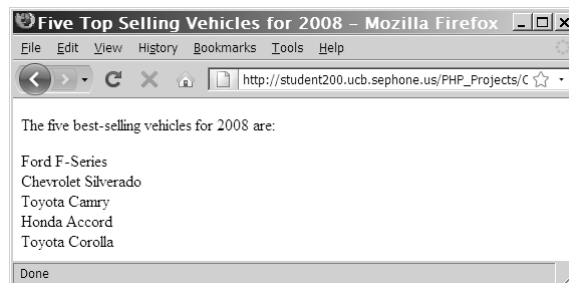 Five Top Selling Vehicles for 2008 - Mozilla Firefox
File Edit View History Bookmarks Tools Help
http://student200.ucb.sephone.us/PHP_Projects/C
The five best-selling vehicles for 2008 are:
Ford F-Series
Chevrolet Silverado
Toyota Camry
Honda Accord
Toyota Corolla
Done